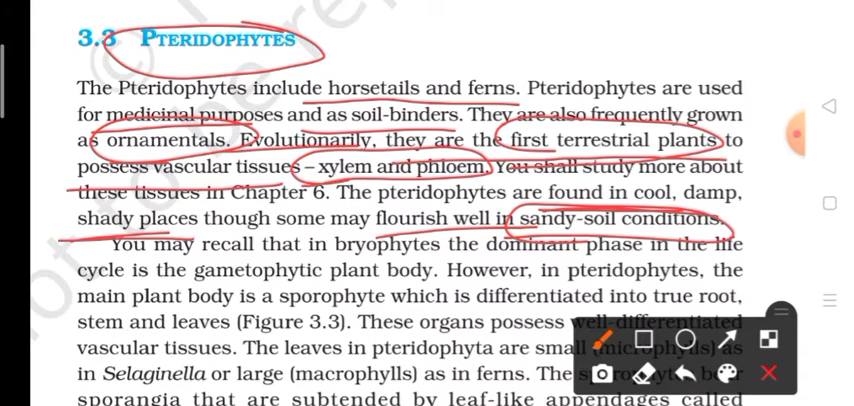 3.3 PTERIDOPHYTES
The Pteridophytes include horsetails and ferns. Pteridophytes are used
for medicinal purposes and as soil-binders. They are also frequently grown
as ornamentals. Evolutionarily, they are the first terrestrial plants to
possess vascular tissues – xylem and phloem. You shall study more about
these tissues in Chapter 6. The pteridophytes are found in cool, damp,
shady places though some may flourish well in sandy-soil conditions.
You may recall that in bryophytes the dominant phase in the life
cycle is the gametophytic plant body. However, in pteridophytes, the
main plant body is a sporophyte which is differentiated into true root,
stem and leaves (Figure 3.3). These organs possess well-differentiated
vascular tissues. The leaves in pteridophyta are small (microphylls) as
in Selaginella or large (macrophylls) as in ferns. The
sporangia that are subtended by leaf-like appendages called